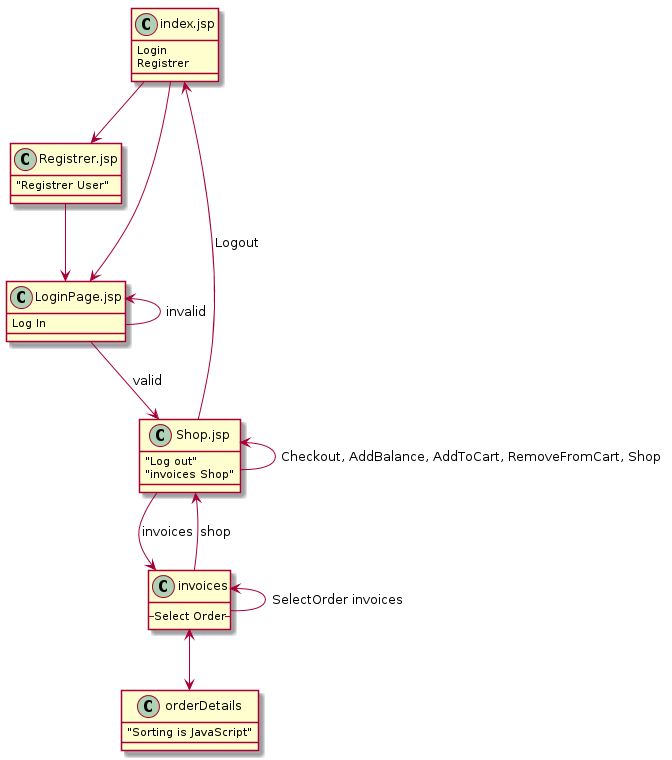 C index.jsp
Login
Registrer
C Registrer.jsp
"Registrer User"
Logout
C LoginPage.jsp
Log In
invalid
valid
C Shop.jsp
"Log out"
"invoices Shop"
Checkout, AddBalance, AddToCart, RemoveFromCart, Shop
invoices
shop
C invoices
Select Order
SelectOrder invoices
C orderDetails
"Sorting is JavaScript"